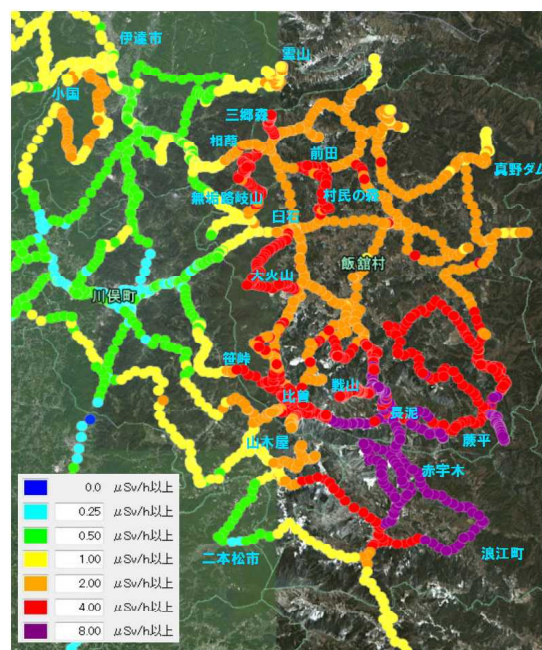 伊達市
霊山
小国
三郷森
相葭
前田
真野ダム
無垢路岐山
村民の森
臼石
飯舘村
大火山
川俣町
笹峠
戦山
比曽
長泥
蕨平
山木屋
赤宇木
二本松市
浪江町
0.0 μSv/h以上
0.25 μSv/h以上
0.50 μSv/h以上
1.00 μSv/h以上
2.00 μSv/h以上
4.00 μSv/h以上
8.00 μSv/h以上